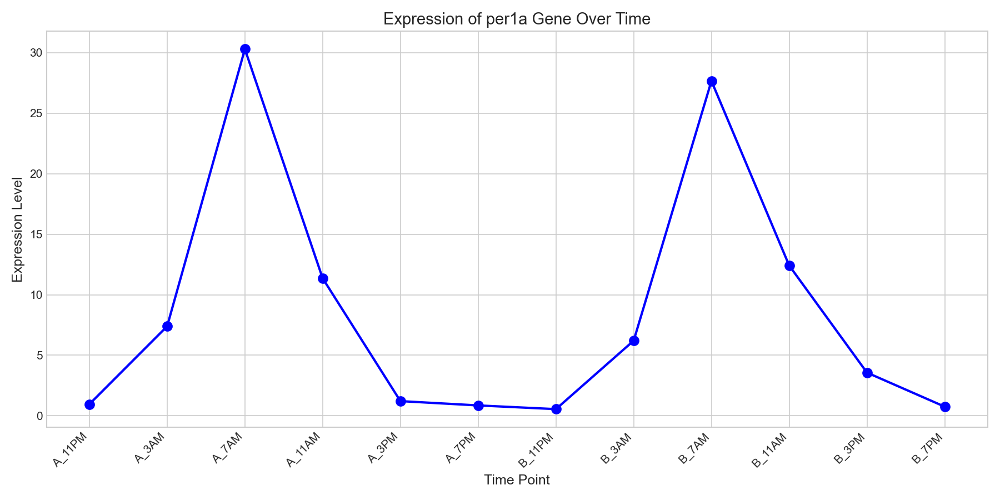 Expression of per1a Gene Over Time
Expression Level
30
25
20
15
10
5
0
A_11PM
A_3AM
A_7AM
A_11AM
A_3PM
A_7PM
B_11PM
B_3AM
B_7AM
B_11AM
B_3PM
B_7PM
Time Point